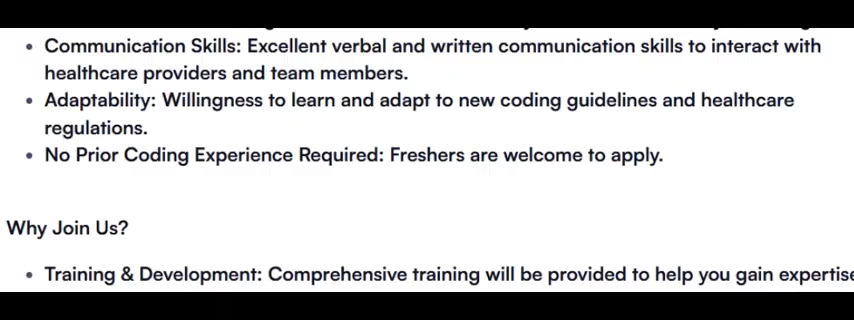 • Communication Skills: Excellent verbal and written communication skills to interact with
healthcare providers and team members.
• Adaptability: Willingness to learn and adapt to new coding guidelines and healthcare
regulations.
• No Prior Coding Experience Required: Freshers are welcome to apply.
Why Join Us?
• Training & Development: Comprehensive training will be provided to help you gain expertise